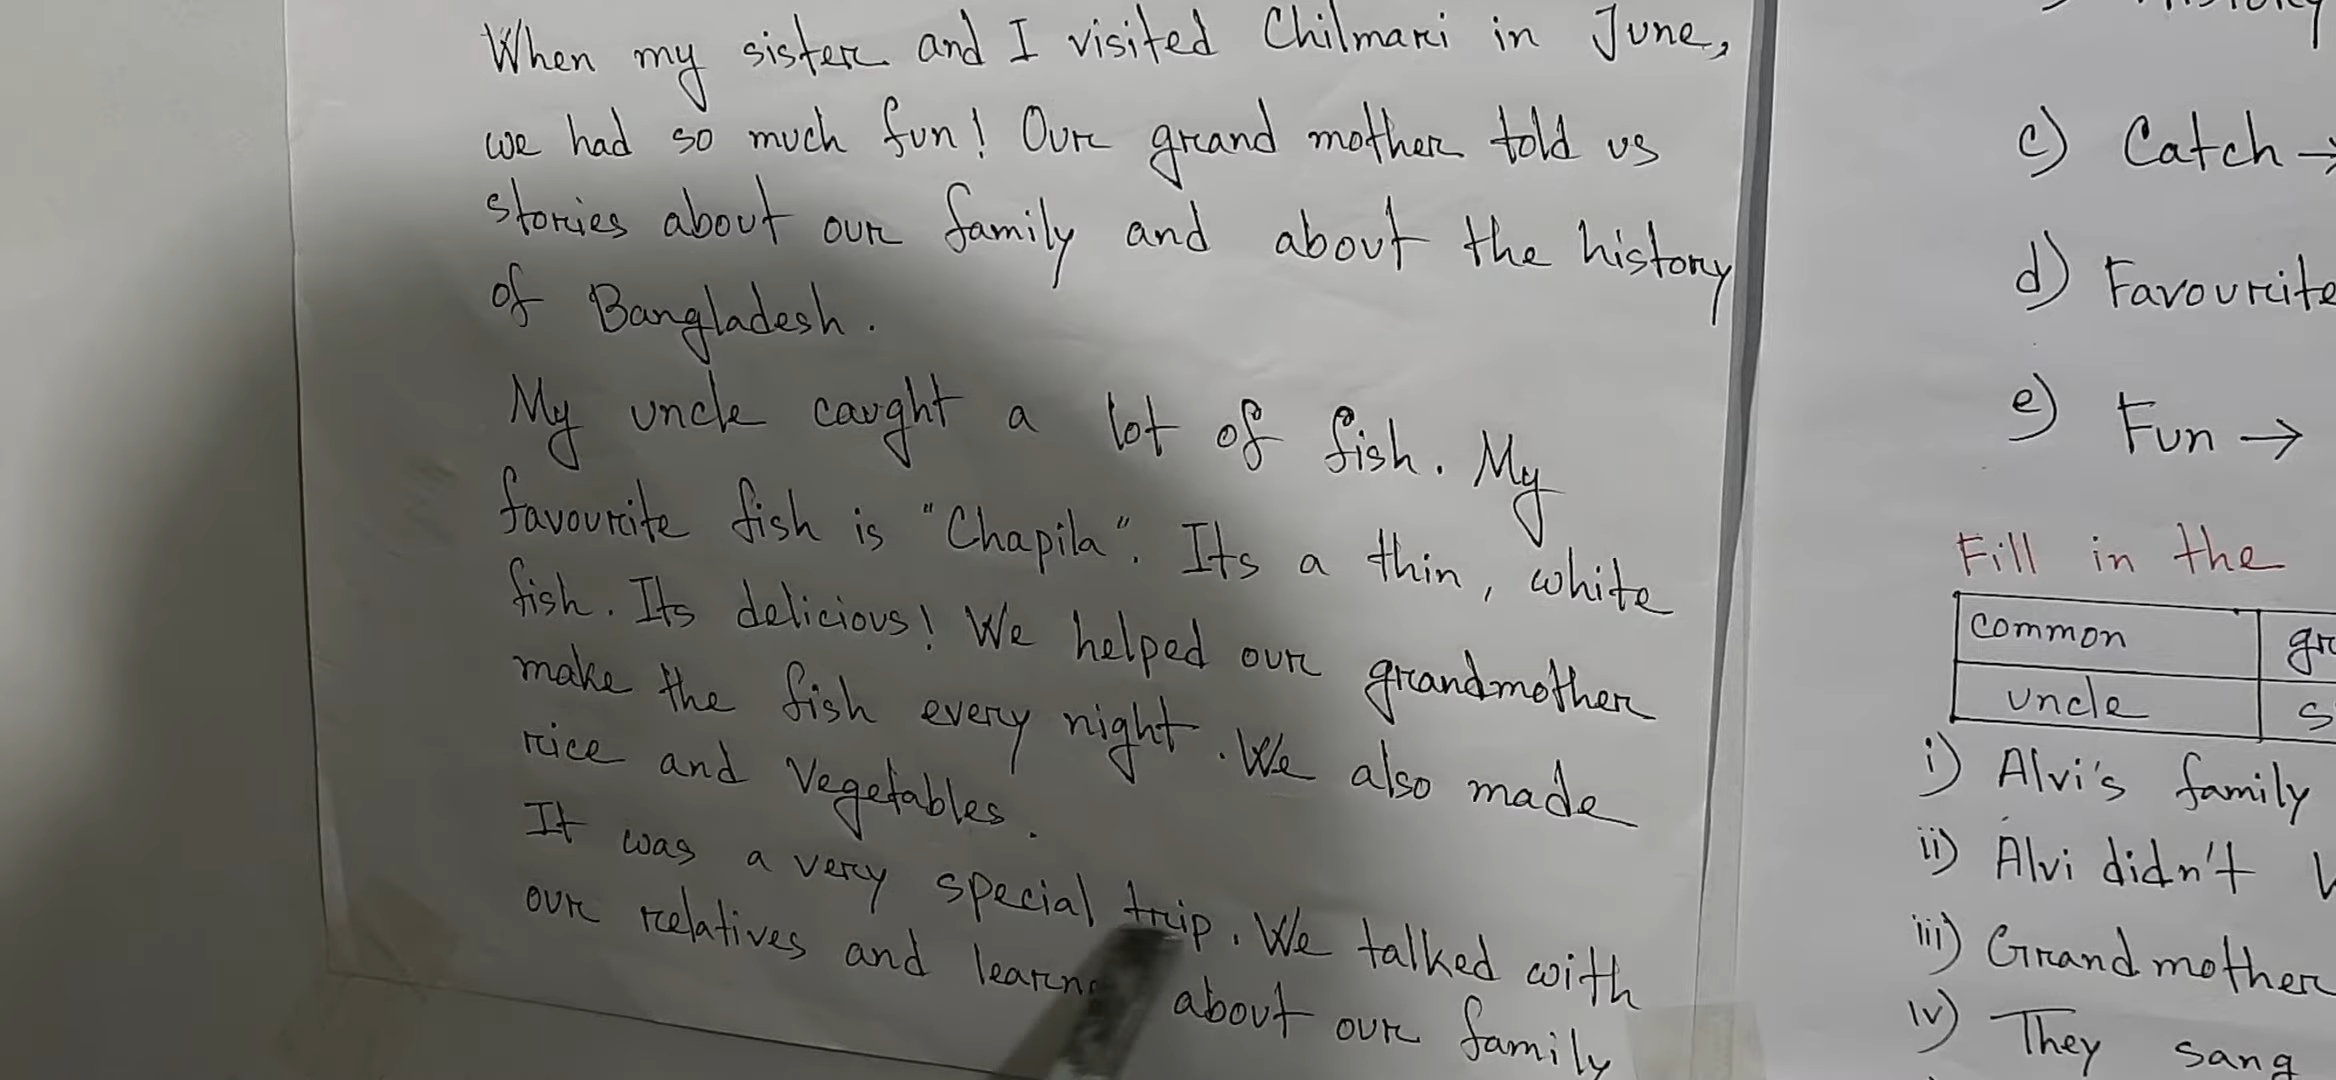 When my sister and I visited Chilmari in June,
we had so much fun! Our grand mother told us
stories about our family and about the history
of Bangladesh.
My uncle caught a lot of fish. My
favourite fish is "Chapila". Its a thin, white
fish. Its delicious! We helped our grandmother
make the fish every night. We also made
rice and vegetables.
It was a very special trip. We talked with
our relatives and about our family
c) Catch →
d) Favourite
e) Fun →
Fill in the
common
uncle
i) Alvi's family
ii) Alvi didn't
iii) Grand mother
iv) They sang